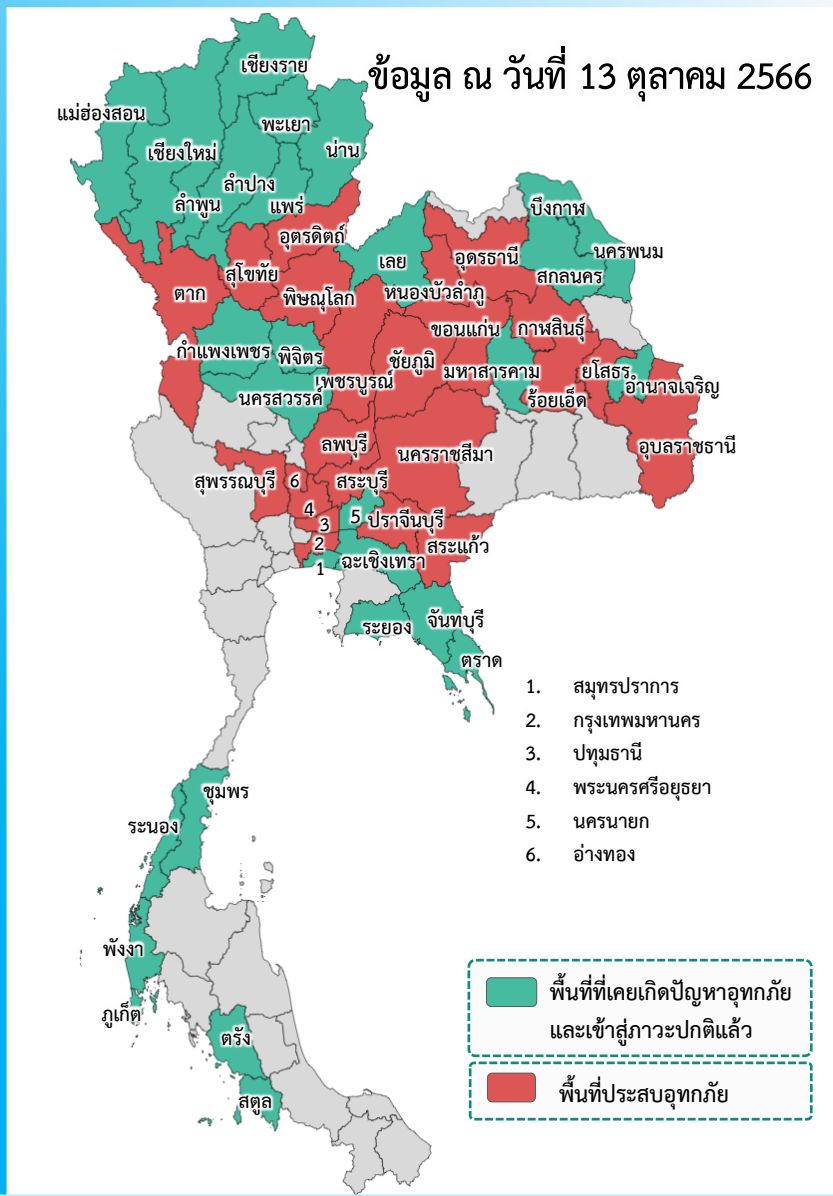 ข้อมูล ณ วันที่ 13 ตุลาคม 2566
เชียงราย
แม่ฮ่องสอน
พะเยา
เชียงใหม่
น่าน
ลำปาง
ลำพูน
แพร่
บึงกาฬ
อุตรดิตถ์
นครพนม
เลย
อุดรธานี
สุโขทัย
สกลนคร
ตาก
พิษณุโลก
หนองบัวลำภู
ขอนแก่น
กาฬสินธุ์
กำแพงเพชร
พิจิตร
ชัยภูมิ
มหาสารคาม
ยโสธร
เพชรบูรณ์
อำนาจเจริญ
นครสวรรค์
ร้อยเอ็ด
ลพบุรี
อุบลราชธานี
นครราชสีมา
สุพรรณบุรี
6
สระบุรี
4
5
ปราจีนบุรี
3
2
สระแก้ว
ฉะเชิงเทรา
1
ระยอง
จันทบุรี
ตราด
1. สมุทรปราการ
2. กรุงเทพมหานคร
3. ปทุมธานี
4. พระนครศรีอยุธยา
5. นครนายก
6. อ่างทอง
ชุมพร
ระนอง
พังงา
ภูเก็ต
ตรัง
สตูล
พื้นที่ที่เคยเกิดปัญหาอุทกภัย
และเข้าสู่ภาวะปกติแล้ว
พื้นที่ประสบอุทกภัย